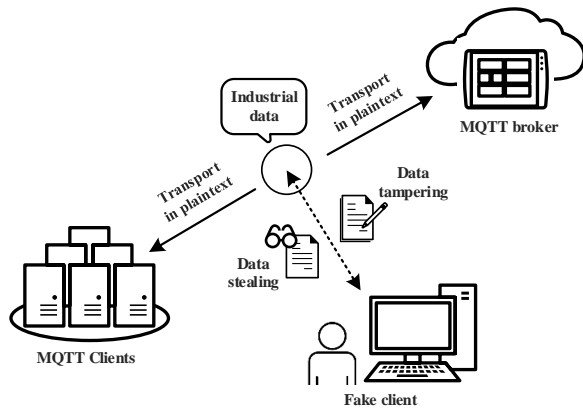 Industrial
data
Transport
in plaintext
MQTT broker
Transport
in plaintext
Data
tampering
Data
stealing
MQTT Clients
Fake client